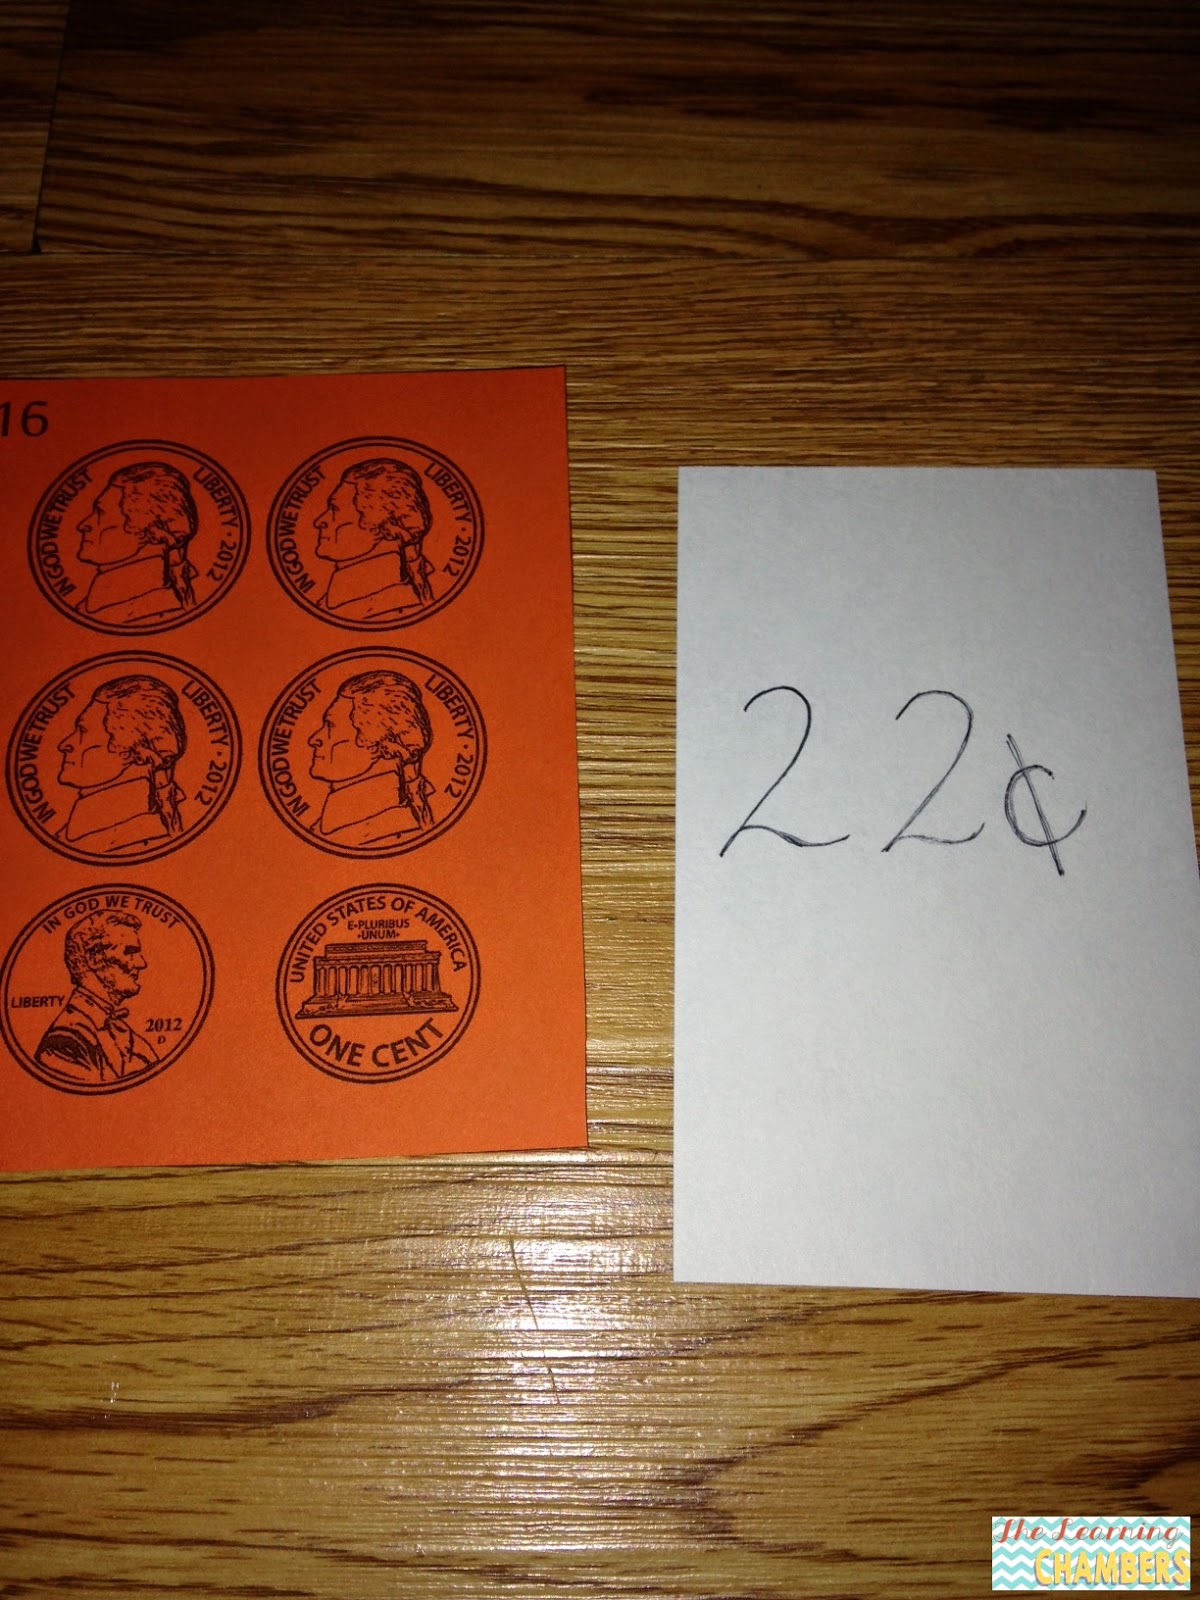 16
IN GOD WE TRUST LIBERTY · 2012
IN GOD WE TRUST LIBERTY · 2012
IN GOD WE TRUST LIBERTY · 2012
IN GOD WE TRUST LIBERTY · 2012
IN GOD WE TRUST
LIBERTY
2012
D
UNITED STATES OF AMERICA
E·PLURIBUS
·UNUM·
ONE CENT
22¢
The Learning
CHAMBERS